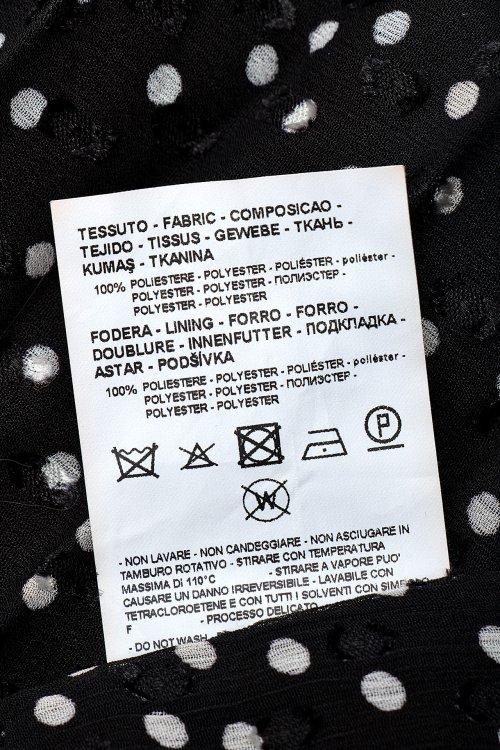 TESSUTO - FABRIC - COMPOSICAO -
TEJIDO - TISSUS - GEWEBE - ТКАНЬ -
KUMAŞ - TKANINA
100% POLIESTERE - POLYESTER - POLIÉSTER - poliéster -
POLYESTER - POLYESTER - ПОЛИЭСТЕР -
POLYESTER - POLYESTER
FODERA - LINING - FORRO - FORRO -
DOUBLURE - INNENFUTTER - ПОДКЛАДКА -
ASTAR - PODŠÍVKA
100% POLIESTERE - POLYESTER - POLIÉSTER - poliéster -
POLYESTER - POLYESTER - ПОЛИЭСТЕР -
POLYESTER - POLYESTER
P
W
- NON LAVARE - NON CANDEGGIARE - NON ASCIUGARE IN
TAMBURO ROTATIVO - STIRARE CON TEMPERATURA
MASSIMA DI 110°C - STIRARE A VAPORE PUO'
CAUSARE UN DANNO IRREVERSIBILE - LAVABILE CON
TETRACLOROETENE E CON TUTTI I SOLVENTI CON SIMBOLO
F - PROCESSO DELICATO
- DO NOT WASH